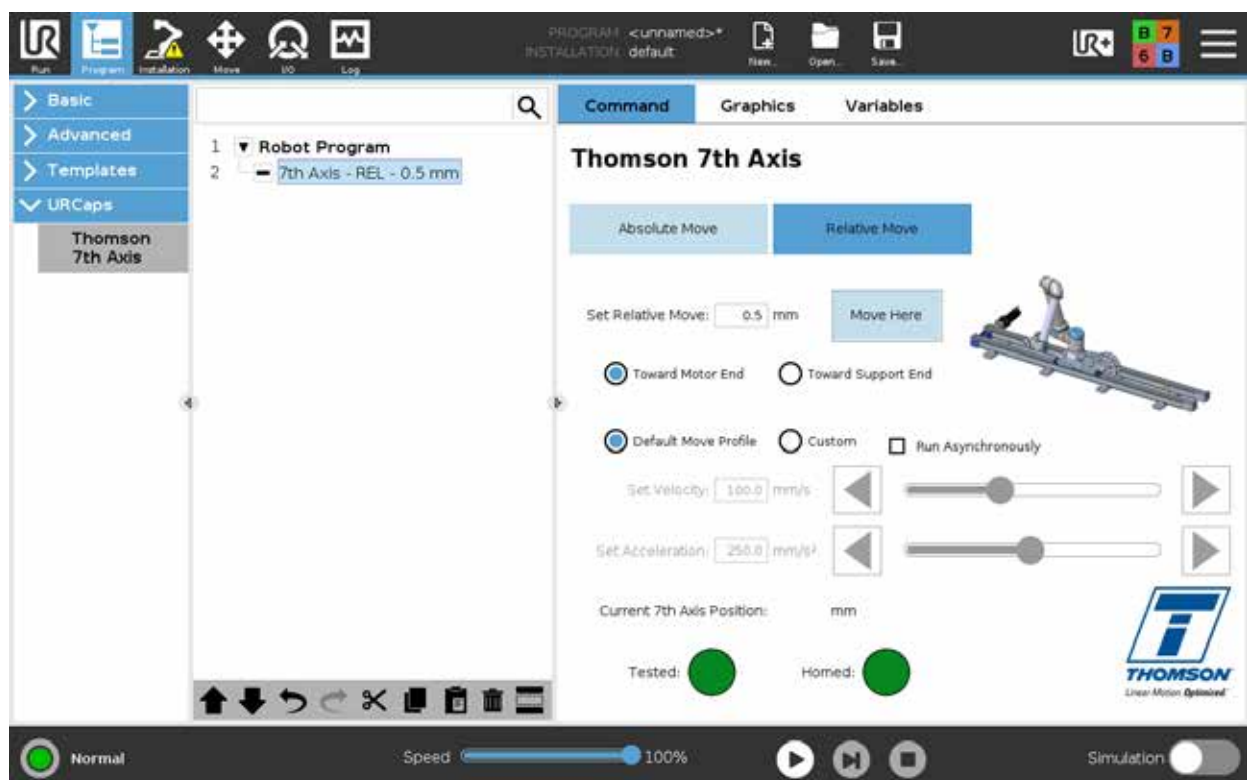 PROGRAM <unnamed>*
INSTALLATION default
UR+
B 7
6 B
Run
Program
Installation
Move
I/O
Log
New...
Open...
Save...
Basic
Advanced
Templates
URCaps
Thomson
7th Axis
1 Robot Program
2 7th Axis - REL - 0.5 mm
Command Graphics Variables
Thomson 7th Axis
Absolute Move Relative Move
Set Relative Move: 0.5 mm Move Here
Toward Motor End Toward Support End
Default Move Profile Custom Run Asynchronously
Set Velocity: 100.0 mm/s
Set Acceleration: 250.0 mm/s²
Current 7th Axis Position: mm
Tested: Homed:
THOMSON
Linear Motion. Optimized.
Normal Speed 100% Simulation